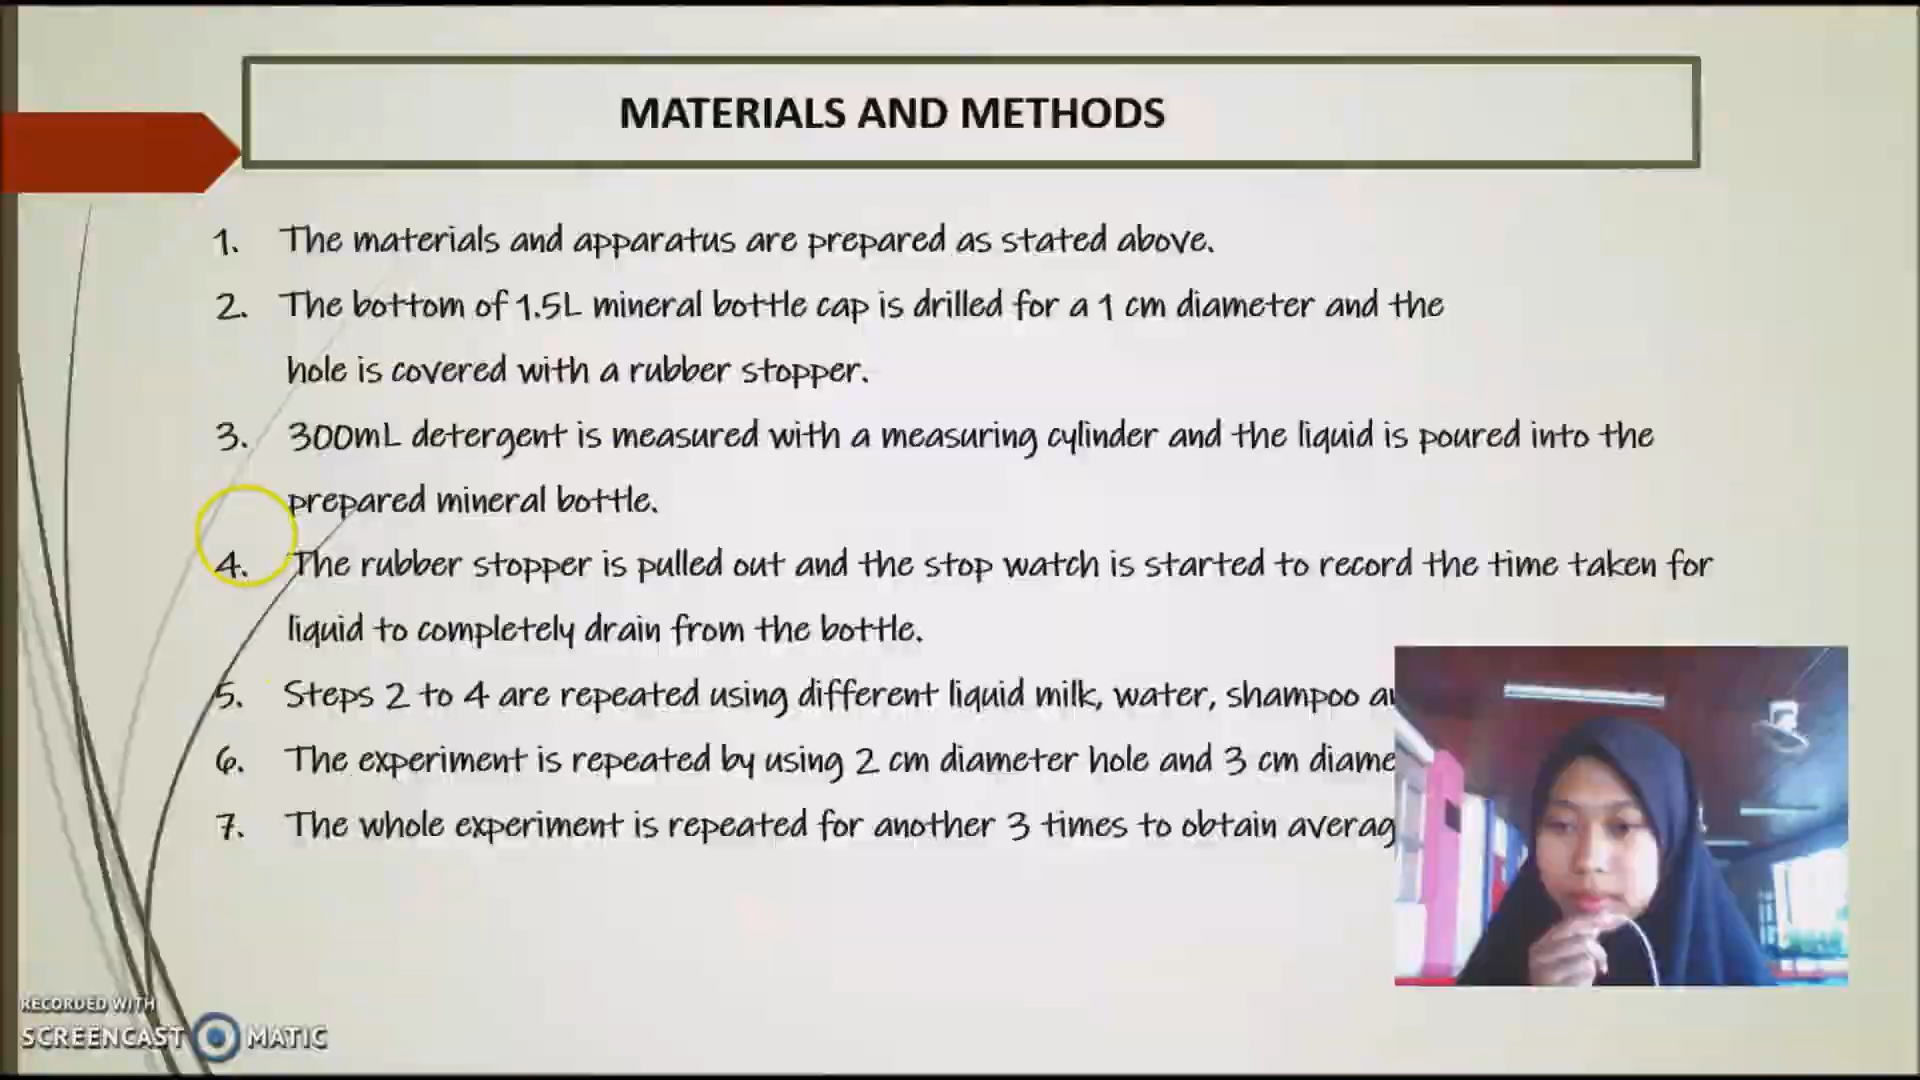 MATERIALS AND METHODS
1. The materials and apparatus are prepared as stated above.
2. The bottom of 1.5L mineral bottle cap is drilled for a 1 cm diameter and the
hole is covered with a rubber stopper.
3. 300mL detergent is measured with a measuring cylinder and the liquid is poured into the
prepared mineral bottle.
4. The rubber stopper is pulled out and the stop watch is started to record the time taken for
liquid to completely drain from the bottle.
5. Steps 2 to 4 are repeated using different liquid milk, water, shampoo
6. The experiment is repeated by using 2 cm diameter hole and 3 cm
7. The whole experiment is repeated for another 3 times to obtain
RECORDED WITH
SCREENCAST MATIC